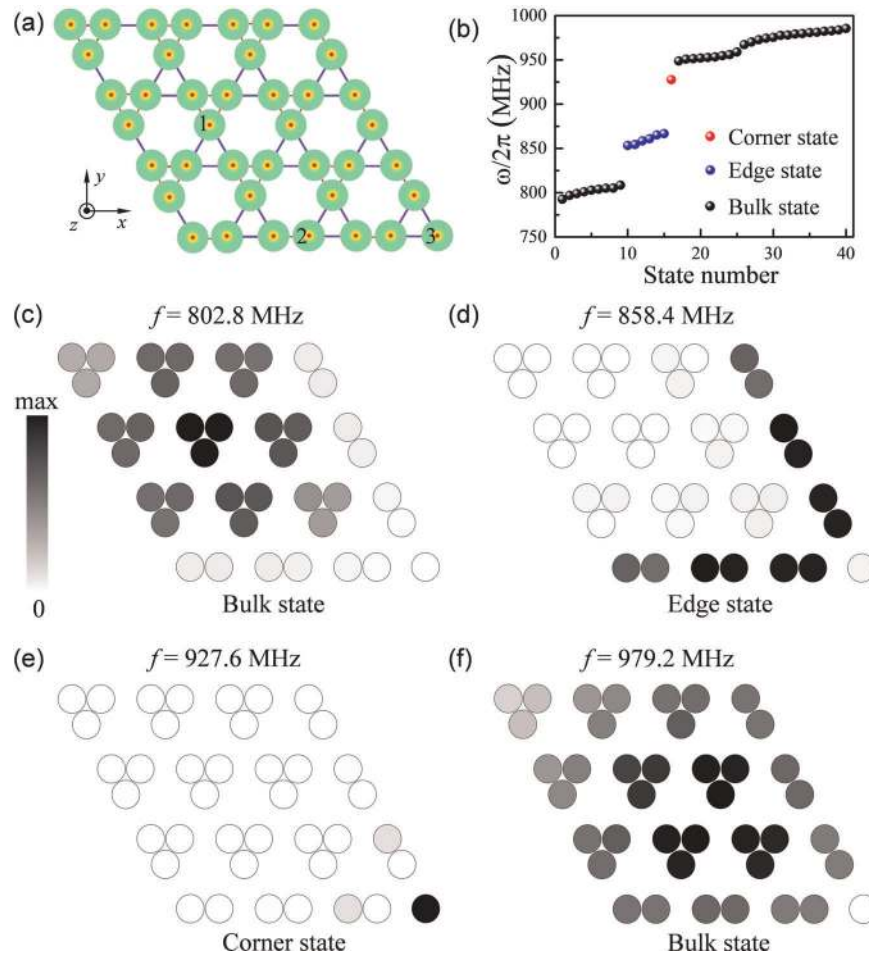 (a)
1
2
3
y
z
x
(b)
ω/2π (MHz)
1000
950
900
850
800
750
0 10 20 30 40
State number
Corner state
Edge state
Bulk state
(c)
f = 802.8 MHz
max
0
Bulk state
(d)
f = 858.4 MHz
Edge state
(e)
f = 927.6 MHz
Corner state
(f)
f = 979.2 MHz
Bulk state